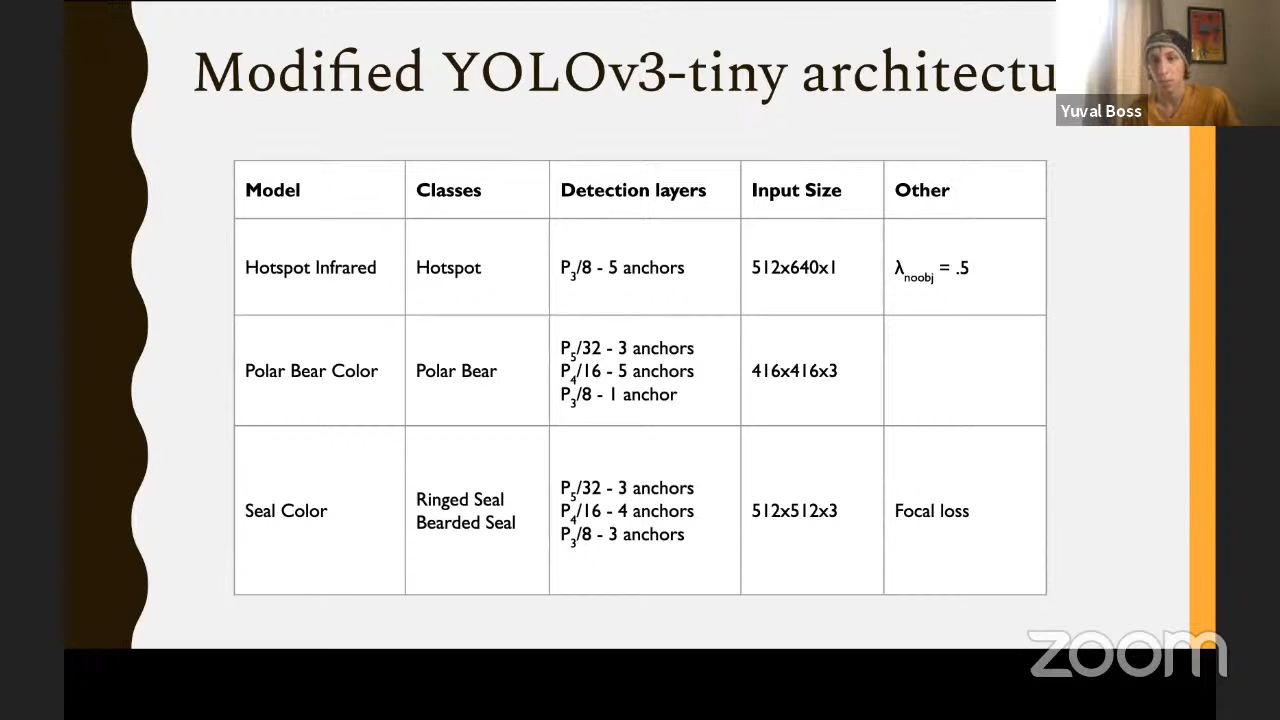 Modified YOLOv3-tiny architectu
Yuval Boss
Model Classes Detection layers Input Size Other
Hotspot Infrared Hotspot P3/8 - 5 anchors 512x640x1 λnoobj = .5
Polar Bear Color Polar Bear P5/32 - 3 anchors 416x416x3
P4/16 - 5 anchors
P3/8 - 1 anchor
Seal Color Ringed Seal P5/32 - 3 anchors 512x512x3 Focal loss
Bearded Seal P4/16 - 4 anchors
P3/8 - 3 anchors
zoom